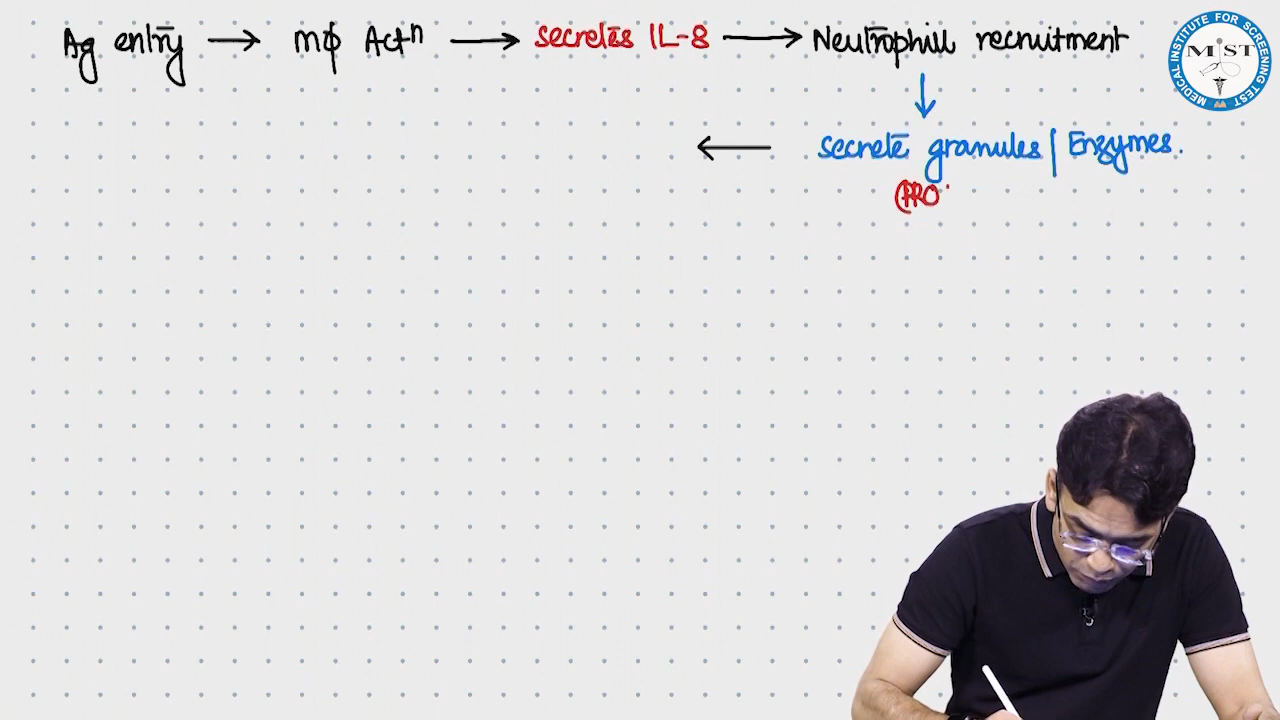 Ag entry → mϕ Actⁿ → secretes IL-8 → Neutrophill recruitment
↓
← secrete granules | Enzymes.
(PRO
MEDICAL INSTITUTE FOR SCREENING TEST
MIST